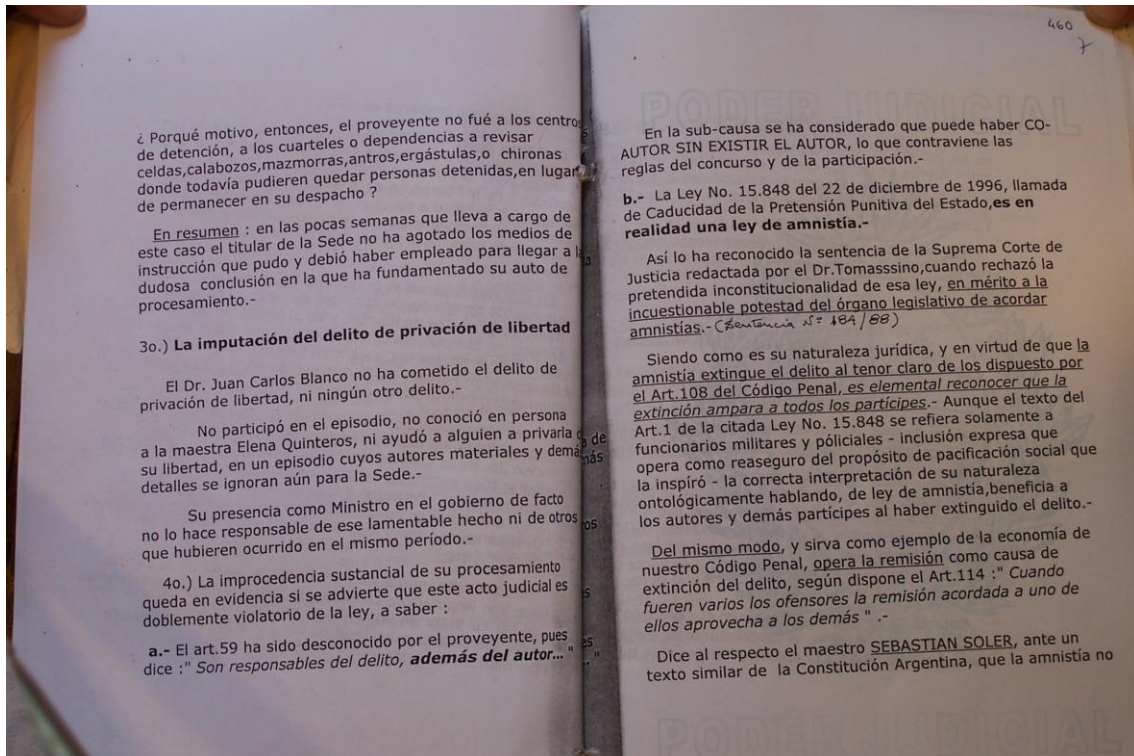 ¿ Porqué motivo, entonces, el proveyente no fué a los centros
de detención, a los cuarteles o dependencias a revisar
celdas,calabozos,mazmorras,antros,ergástulas,o chironas
donde todavía pudieren quedar personas detenidas,en lugar
de permanecer en su despacho ?
En resumen : en las pocas semanas que lleva a cargo de
este caso el titular de la Sede no ha agotado los medios de
instrucción que pudo y debió haber empleado para llegar a la
dudosa conclusión en la que ha fundamentado su auto de
procesamiento.-
3o.) La imputación del delito de privación de libertad
El Dr. Juan Carlos Blanco no ha cometido el delito de
privación de libertad, ni ningún otro delito.-
No participó en el episodio, no conoció en persona
a la maestra Elena Quinteros, ni ayudó a alguien a privarla de
su libertad, en un episodio cuyos autores materiales y demás
detalles se ignoran aún para la Sede.-
Su presencia como Ministro en el gobierno de facto
no lo hace responsable de ese lamentable hecho ni de otros
que hubieren ocurrido en el mismo período.-
4o.) La improcedencia sustancial de su procesamiento
queda en evidencia si se advierte que este acto judicial es
doblemente violatorio de la ley, a saber :
a.- El art.59 ha sido desconocido por el proveyente, pues
dice :" Son responsables del delito, además del autor... "
460
7
PODER JUDICIAL
En la sub-causa se ha considerado que puede haber CO-
AUTOR SIN EXISTIR EL AUTOR, lo que contraviene las
reglas del concurso y de la participación.-
b.- La Ley No. 15.848 del 22 de diciembre de 1996, llamada
de Caducidad de la Pretensión Punitiva del Estado,es en
realidad una ley de amnistía.-
Así lo ha reconocido la sentencia de la Suprema Corte de
Justicia redactada por el Dr.Tomasssino,cuando rechazó la
pretendida inconstitucionalidad de esa ley, en mérito a la
incuestionable potestad del órgano legislativo de acordar
amnistías.- (Sentencia Nº 184/88)
Siendo como es su naturaleza jurídica, y en virtud de que la
amnistía extingue el delito al tenor claro de los dispuesto por
el Art.108 del Código Penal, es elemental reconocer que la
extinción ampara a todos los partícipes.- Aunque el texto del
Art.1 de la citada Ley No. 15.848 se refiera solamente a
funcionarios militares y póliciales - inclusión expresa que
opera como reaseguro del propósito de pacificación social que
la inspiró - la correcta interpretación de su naturaleza
ontológicamente hablando, de ley de amnistía,beneficia a
los autores y demás partícipes al haber extinguido el delito.-
Del mismo modo, y sirva como ejemplo de la economía de
nuestro Código Penal, opera la remisión como causa de
extinción del delito, según dispone el Art.114 :" Cuando
fueren varios los ofensores la remisión acordada a uno de
ellos aprovecha a los demás " .-
Dice al respecto el maestro SEBASTIAN SOLER, ante un
texto similar de la Constitución Argentina, que la amnistía no
PODER JUDICIAL